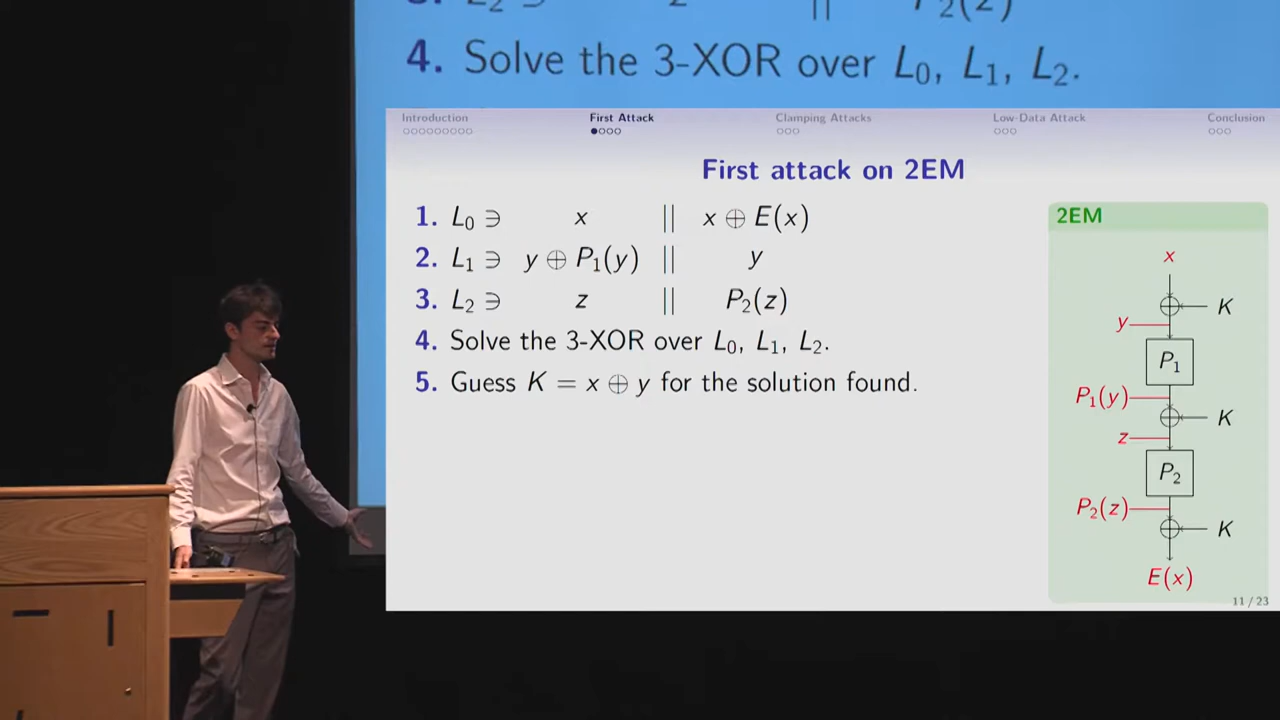 3. L₂ ∋ z || P₂(z)
4. Solve the 3-XOR over L₀, L₁, L₂.
Introduction First Attack Clamping Attacks Low-Data Attack Conclusion
First attack on 2EM
1. L₀ ∋ x || x ⊕ E(x)
2. L₁ ∋ y ⊕ P₁(y) || y
3. L₂ ∋ z || P₂(z)
4. Solve the 3-XOR over L₀, L₁, L₂.
5. Guess K = x ⊕ y for the solution found.
2EM
x
K
y
P₁
P₁(y)
K
z
P₂
P₂(z)
K
E(x)
11 / 23